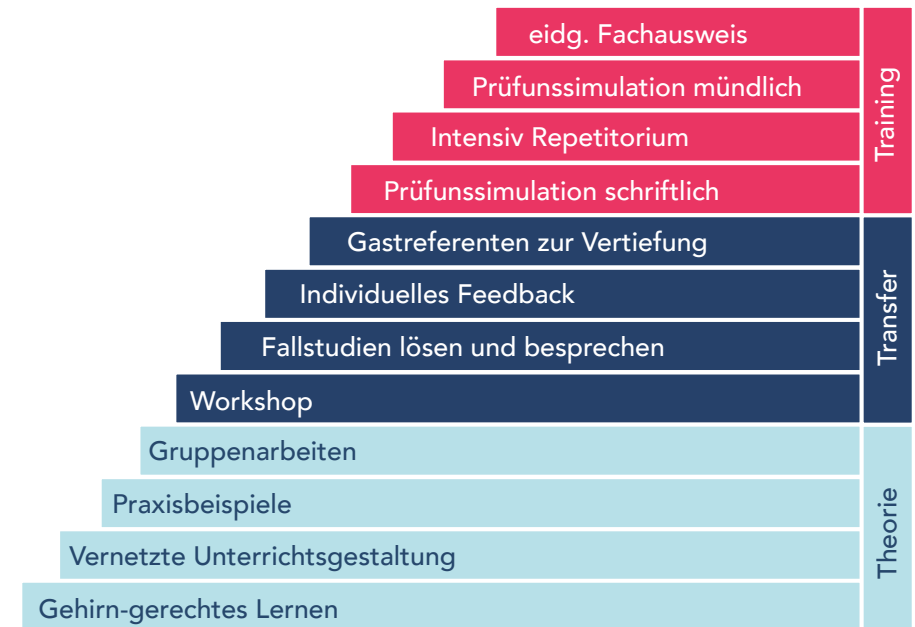 eidg. Fachausweis
Prüfunssimulation mündlich
Intensiv Repetitorium
Prüfunssimulation schriftlich
Training
Gastreferenten zur Vertiefung
Individuelles Feedback
Fallstudien lösen und besprechen
Workshop
Transfer
Gruppenarbeiten
Praxisbeispiele
Vernetzte Unterrichtsgestaltung
Gehirn-gerechtes Lernen
Theorie